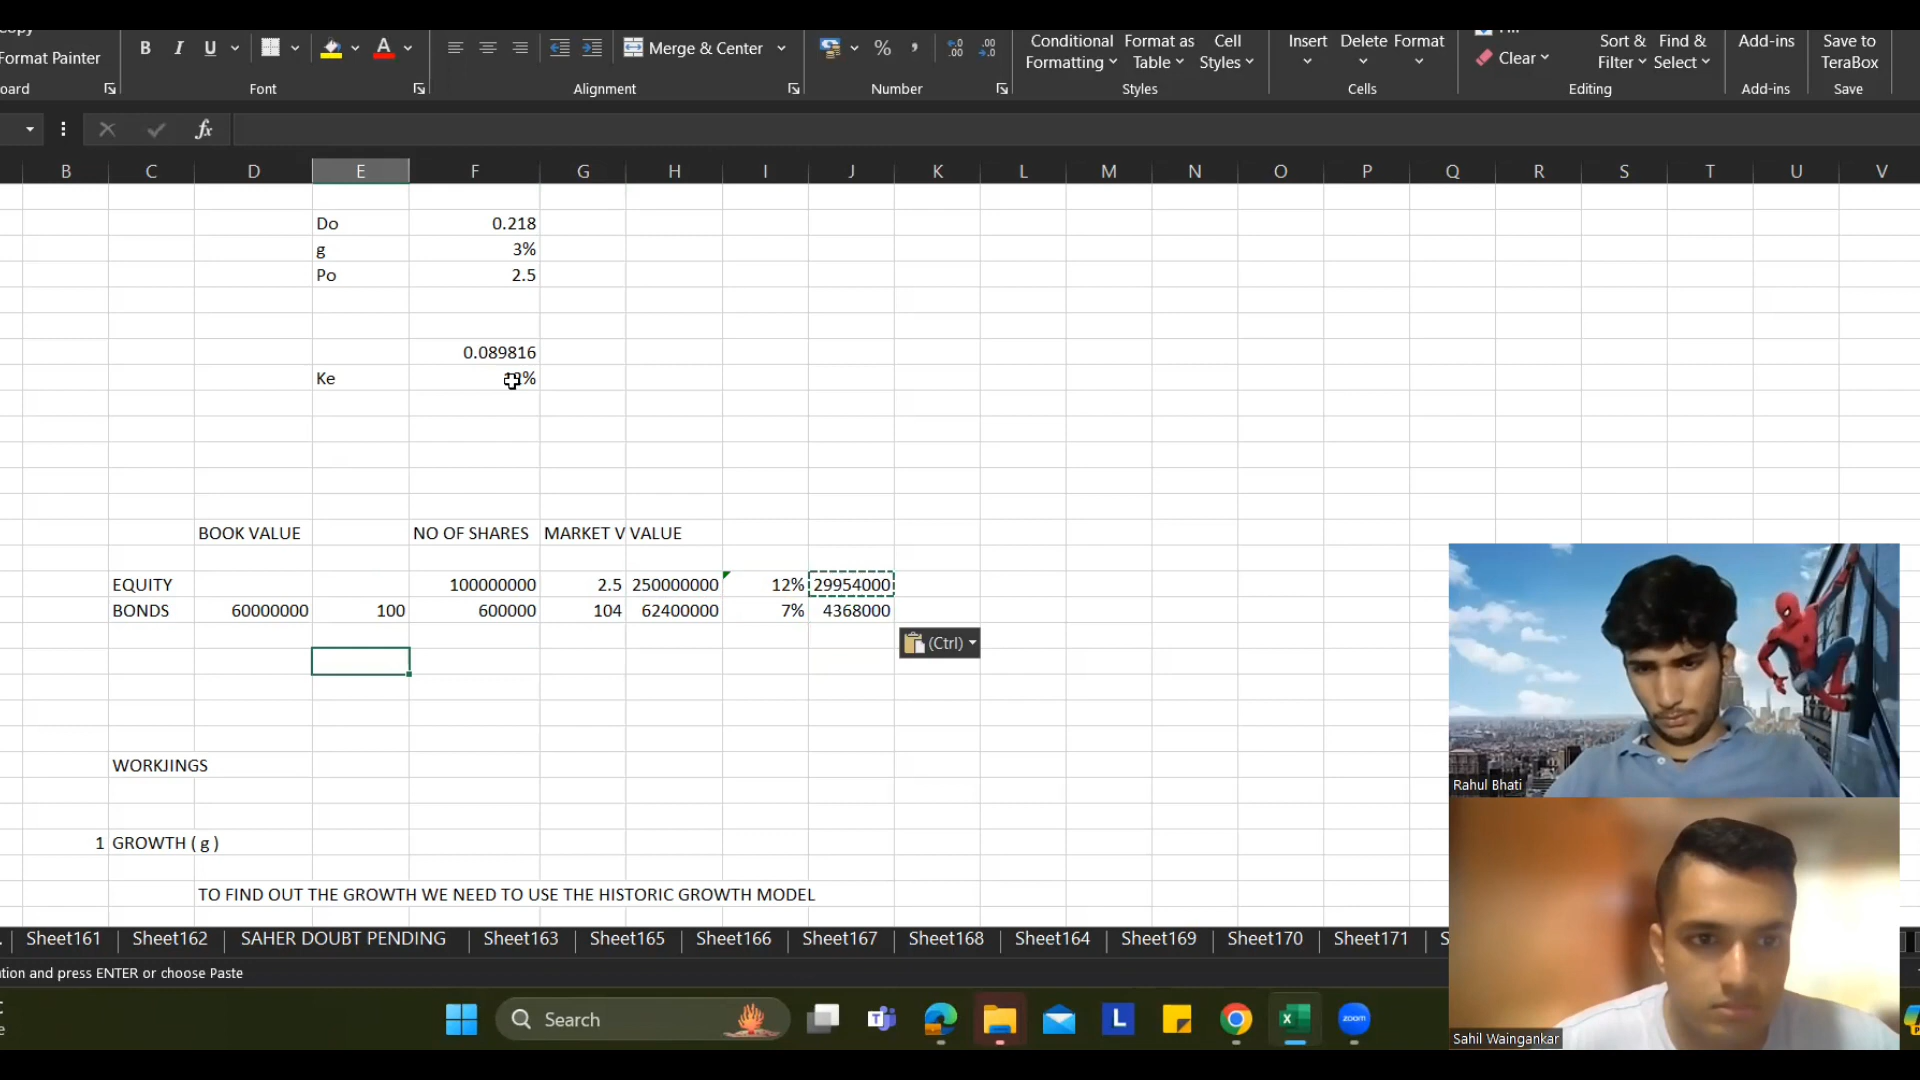 Format Painter
B I U
A
Merge & Center
%
Conditional Formatting
Format as Table
Cell Styles
Insert
Delete
Format
Clear
Sort & Filter
Find & Select
Add-ins
Save to TeraBox
Font
Alignment
Number
Styles
Cells
Editing
Add-ins
Save
fx
B C D E F G H I J K L M N O P Q R S T U V
Do 0.218
g 3%
Po 2.5
0.089816
Ke
BOOK VALUE NO OF SHARES MARKET V VALUE
EQUITY 100000000 2.5 250000000 12% 29954000
BONDS 60000000 100 600000 104 62400000 7% 4368000
(Ctrl)
WORKJINGS
1 GROWTH ( g )
TO FIND OUT THE GROWTH WE NEED TO USE THE HISTORIC GROWTH MODEL
Rahul Bhati
Sahil Waingankar
Sheet161 Sheet162 SAHER DOUBT PENDING Sheet163 Sheet165 Sheet166 Sheet167 Sheet168 Sheet164 Sheet169 Sheet170 Sheet171
and press ENTER or choose Paste
Search
L
zoom